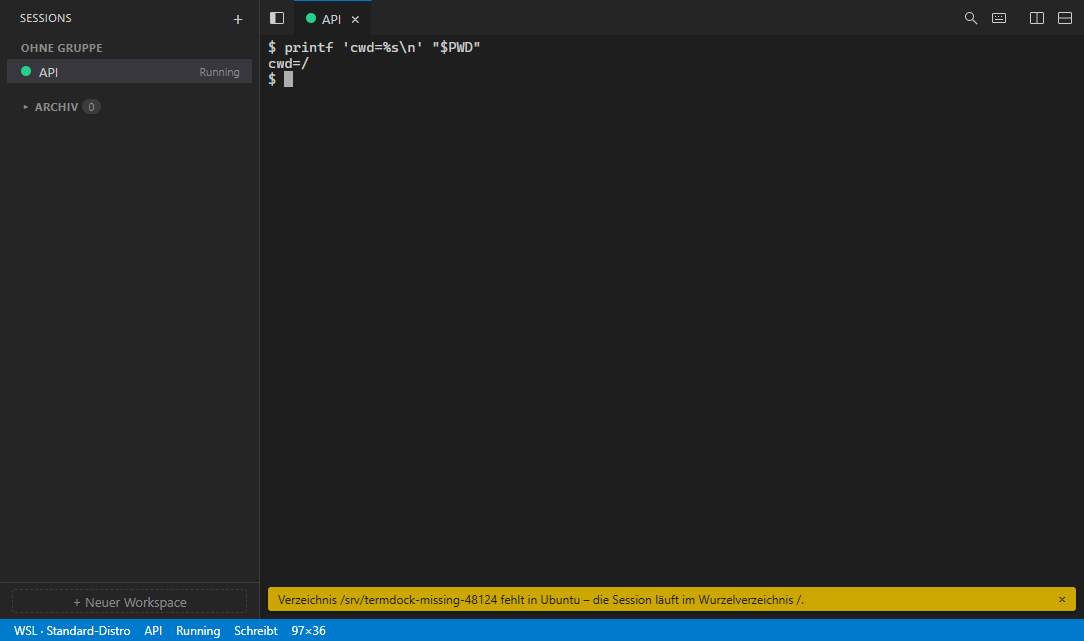 SESSIONS +
OHNE GRUPPE
API Running
▸ ARCHIV 0
+ Neuer Workspace
API ×
$ printf 'cwd=%s\n' "$PWD"
cwd=/
$
Verzeichnis /srv/termdock-missing-48124 fehlt in Ubuntu – die Session läuft im Wurzelverzeichnis /. ×
WSL · Standard-Distro API Running Schreibt 97×36